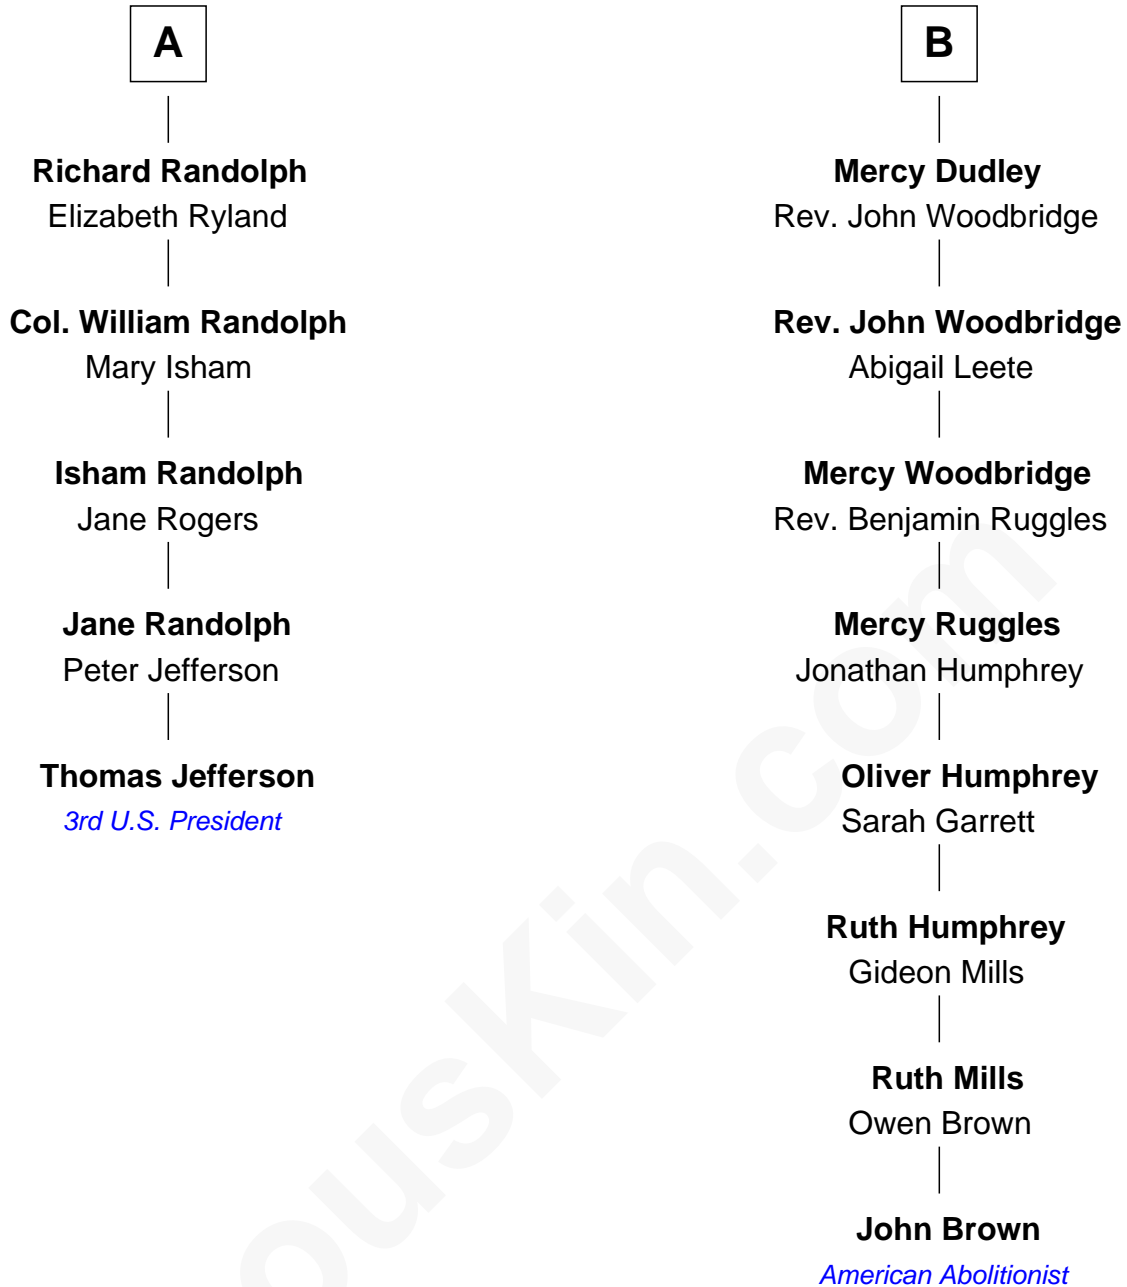 A
Richard Randolph
Elizabeth Ryland
Col. William Randolph
Mary Isham
Isham Randolph
Jane Rogers
Jane Randolph
Peter Jefferson
Thomas Jefferson
3rd U.S. President
B
Mercy Dudley
Rev. John Woodbridge
Rev. John Woodbridge
Abigail Leete
Mercy Woodbridge
Rev. Benjamin Ruggles
Mercy Ruggles
Jonathan Humphrey
Oliver Humphrey
Sarah Garrett
Ruth Humphrey
Gideon Mills
Ruth Mills
Owen Brown
John Brown
American Abolitionist
ousKin.com